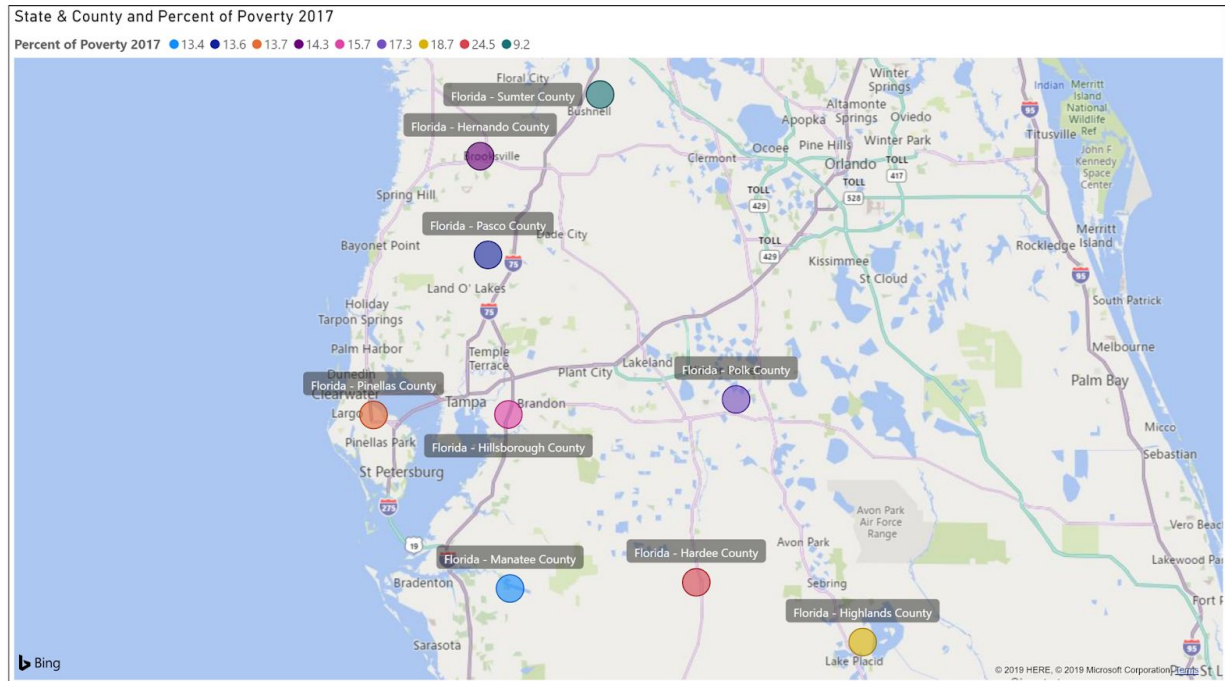 State & County and Percent of Poverty 2017
Percent of Poverty 2017 13.4 13.6 13.7 14.3 15.7 17.3 18.7 24.5 9.2
Floral City
Florida - Sumter County
Bushnell
Florida - Hernando County
Brooksville
Spring Hill
Florida - Pasco County
Dade City
Bayonet Point
75
Land O' Lakes
75
Holiday
Tarpon Springs
Palm Harbor
Temple
Terrace
Dunedin
Florida - Pinellas County
Clearwater
Largo
Tampa
Brandon
Plant City
Lakeland
Florida - Polk County
Pinellas Park
Florida - Hillsborough County
St Petersburg
275
19
Florida - Manatee County
Bradenton
Sarasota
Florida - Hardee County
Avon Park
Avon Park
Air Force
Range
Sebring
Florida - Highlands County
Lake Placid
Winter
Springs
Altamonte
Springs
Apopka
Oviedo
Ocoee
Pine Hills
Winter Park
Clermont
Orlando
TOLL
417
TOLL
429
TOLL
528
TOLL
429
Kissimmee
St Cloud
95
Indian
Merritt
Island
National
Wildlife
Ref
Titusville
John F
Kennedy
Space
Center
Merritt
Island
Rockledge
95
South Patrick
Melbourne
Palm Bay
Micco
Sebastian
Vero Beac
Lakewood Par
Fort P
95
Port St L
Bing
© 2019 HERE, © 2019 Microsoft Corporation Terms